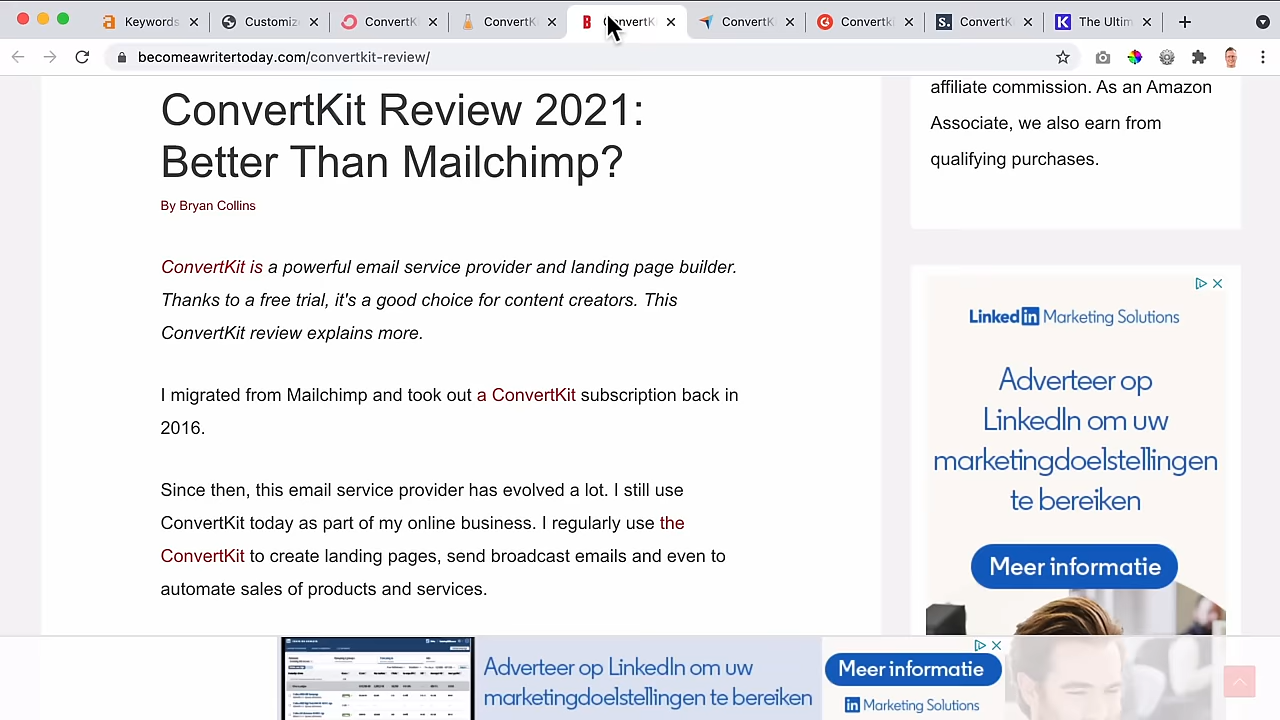 Keywords
Customiz
ConvertK
ConvertK
ConvertK
ConvertK
ConvertK
ConvertK
The Ultim
becomeawritertoday.com/convertkit-review/
ConvertKit Review 2021:
Better Than Mailchimp?
By Bryan Collins
ConvertKit is a powerful email service provider and landing page builder.
Thanks to a free trial, it's a good choice for content creators. This
ConvertKit review explains more.
I migrated from Mailchimp and took out a ConvertKit subscription back in
2016.
Since then, this email service provider has evolved a lot. I still use
ConvertKit today as part of my online business. I regularly use the
ConvertKit to create landing pages, send broadcast emails and even to
automate sales of products and services.
affiliate commission. As an Amazon
Associate, we also earn from
qualifying purchases.
LinkedIn Marketing Solutions
Adverteer op
LinkedIn om uw
marketingdoelstellingen
te bereiken
Meer informatie
Adverteer op LinkedIn om uw
marketingdoelstellingen te bereiken
Meer informatie
in Marketing Solutions